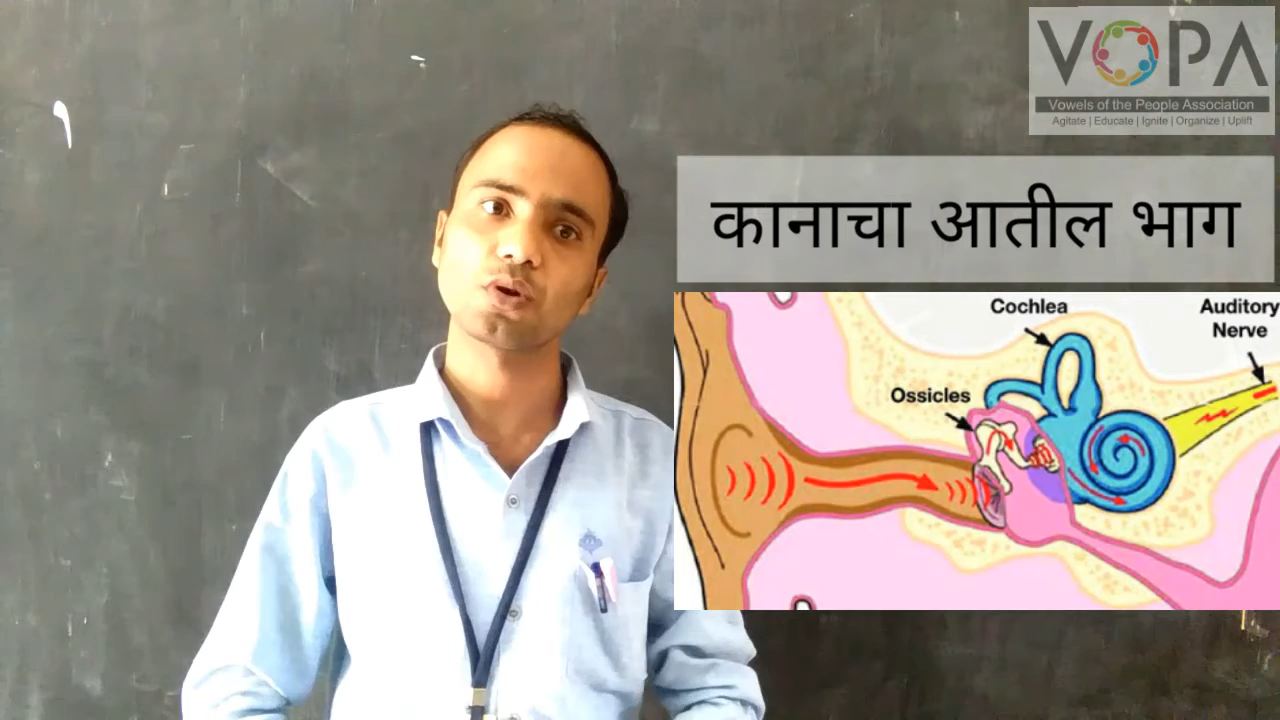 VOPA
Vowels of the People Association
Agitate | Educate | Ignite | Organize | Uplift
कानाचा आतील भाग
Cochlea
Auditory
Nerve
Ossicles